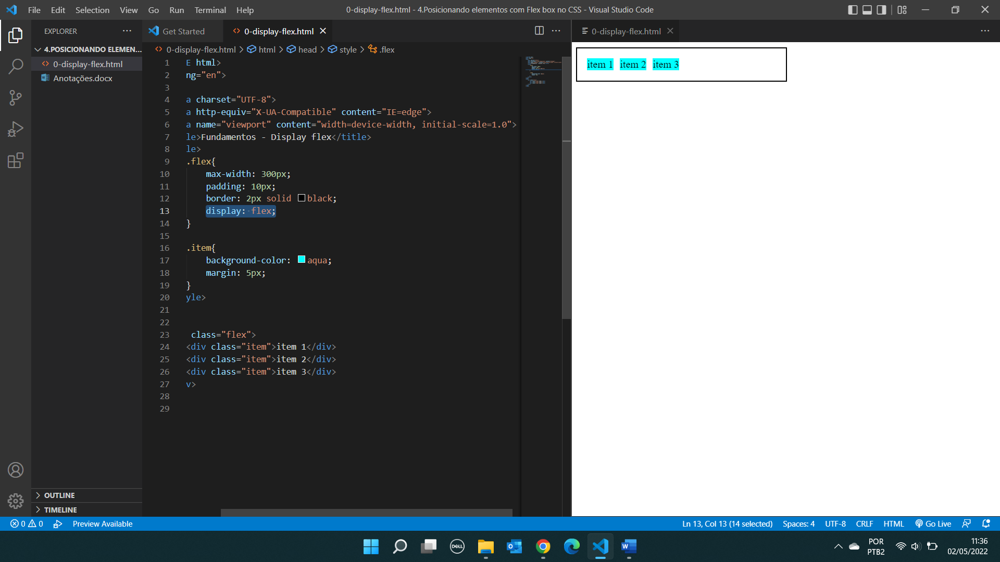 File Edit Selection View Go Run Terminal Help
0-display-flex.html - 4.Posicionando elementos com Flex box no CSS - Visual Studio Code
EXPLORER
4.POSICIONANDO ELEMEN...
0-display-flex.html
Anotações.docx
OUTLINE
TIMELINE
Get Started
0-display-flex.html
0-display-flex.html > html > head > style > .flex
1 E html>
2 ng="en">
3
4 a charset="UTF-8">
5 a http-equiv="X-UA-Compatible" content="IE=edge">
6 a name="viewport" content="width=device-width, initial-scale=1.0">
7 le>Fundamentos - Display flex</title>
8 le>
9 .flex{
10 max-width: 300px;
11 padding: 10px;
12 border: 2px solid black;
13 display: flex;
14 }
15
16 .item{
17 background-color: aqua;
18 margin: 5px;
19 }
20 yle>
21
22
23 class="flex">
24 <div class="item">item 1</div>
25 <div class="item">item 2</div>
26 <div class="item">item 3</div>
27 v>
28
29
0-display-flex.html
item 1 item 2 item 3
0 0 Preview Available
Ln 13, Col 13 (14 selected) Spaces: 4 UTF-8 CRLF HTML Go Live
DELL
POR
PTB2
11:36
02/05/2022